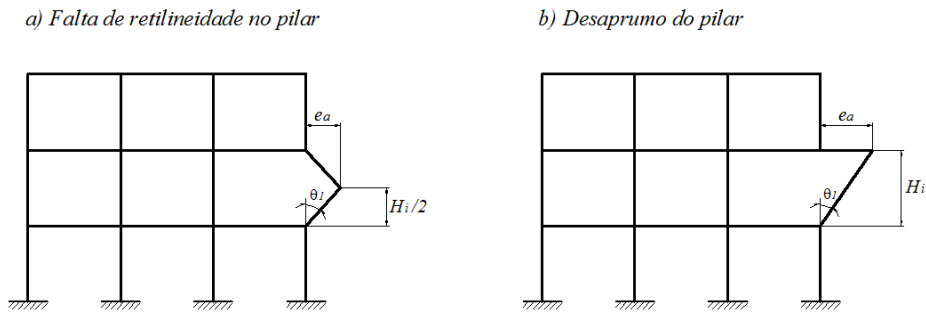 a) Falta de retilineidade no pilar
b) Desaprumo do pilar
ea
ea
θ1
Hi/2
θ1
Hi